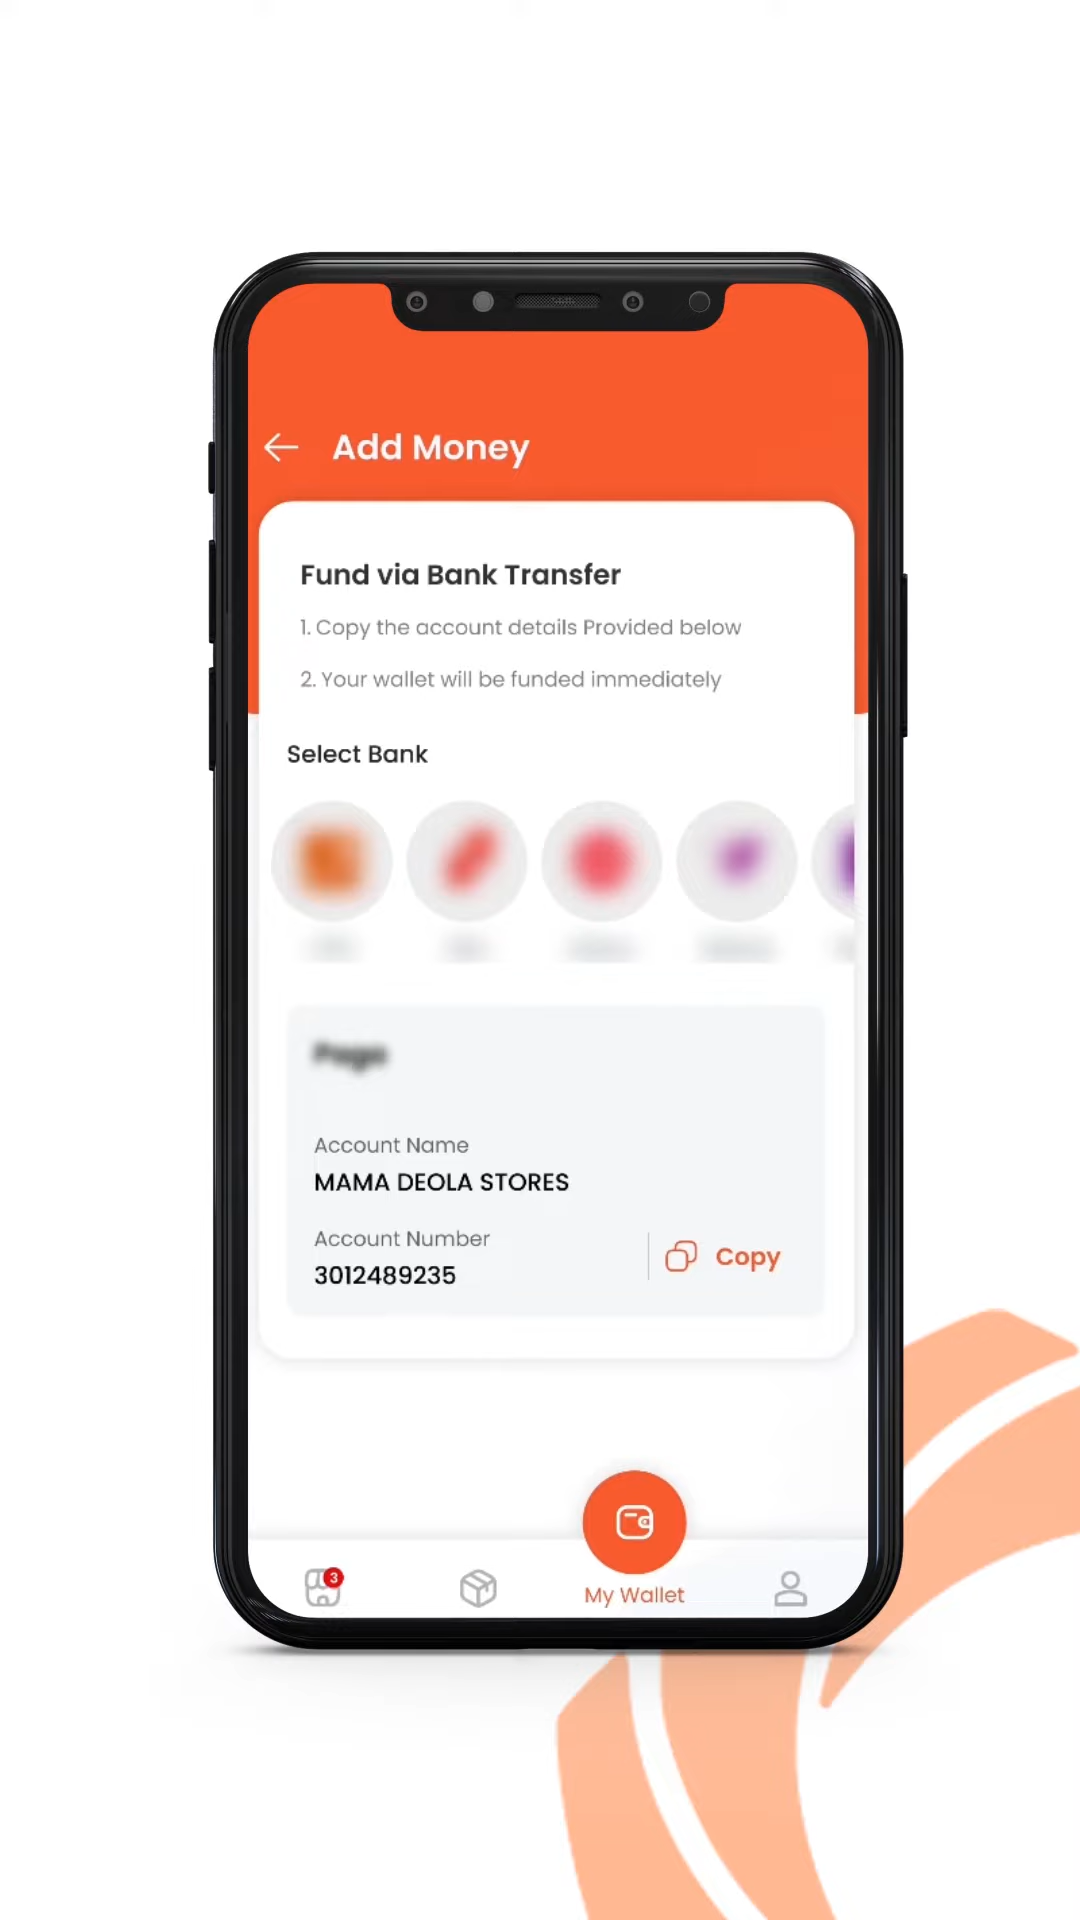 Add Money
Fund via Bank Transfer
1. Copy the account details Provided below
2. Your wallet will be funded immediately
Select Bank
Account Name
MAMA DEOLA STORES
Account Number
3012489235
Copy
3
My Wallet